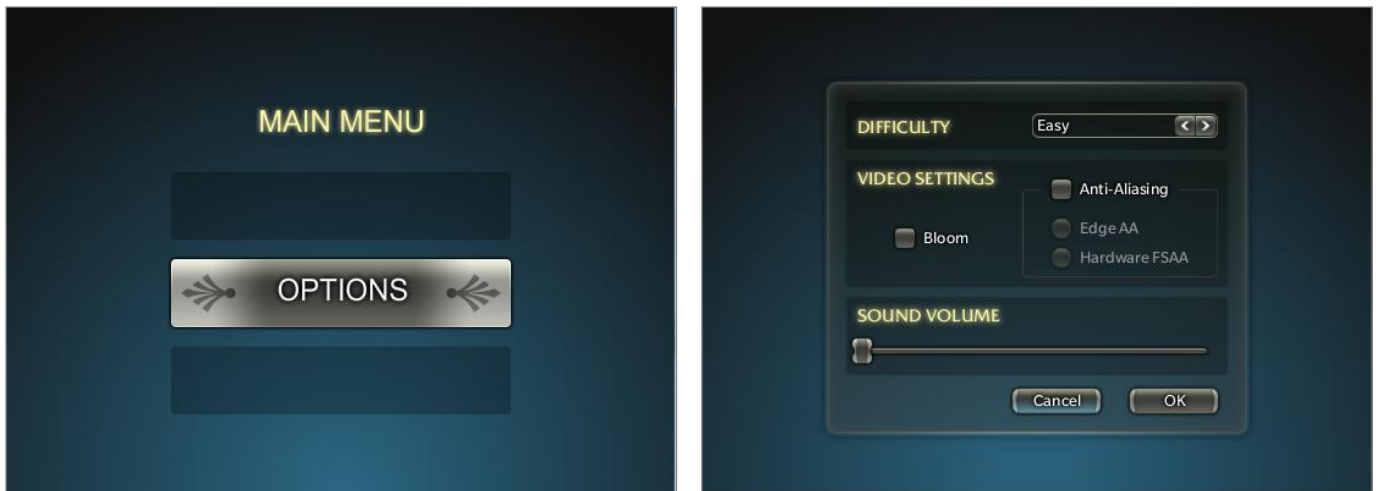 MAIN MENU
OPTIONS
DIFFICULTY
Easy
VIDEO SETTINGS
Anti-Aliasing
Bloom
Edge AA
Hardware FSAA
SOUND VOLUME
Cancel
OK